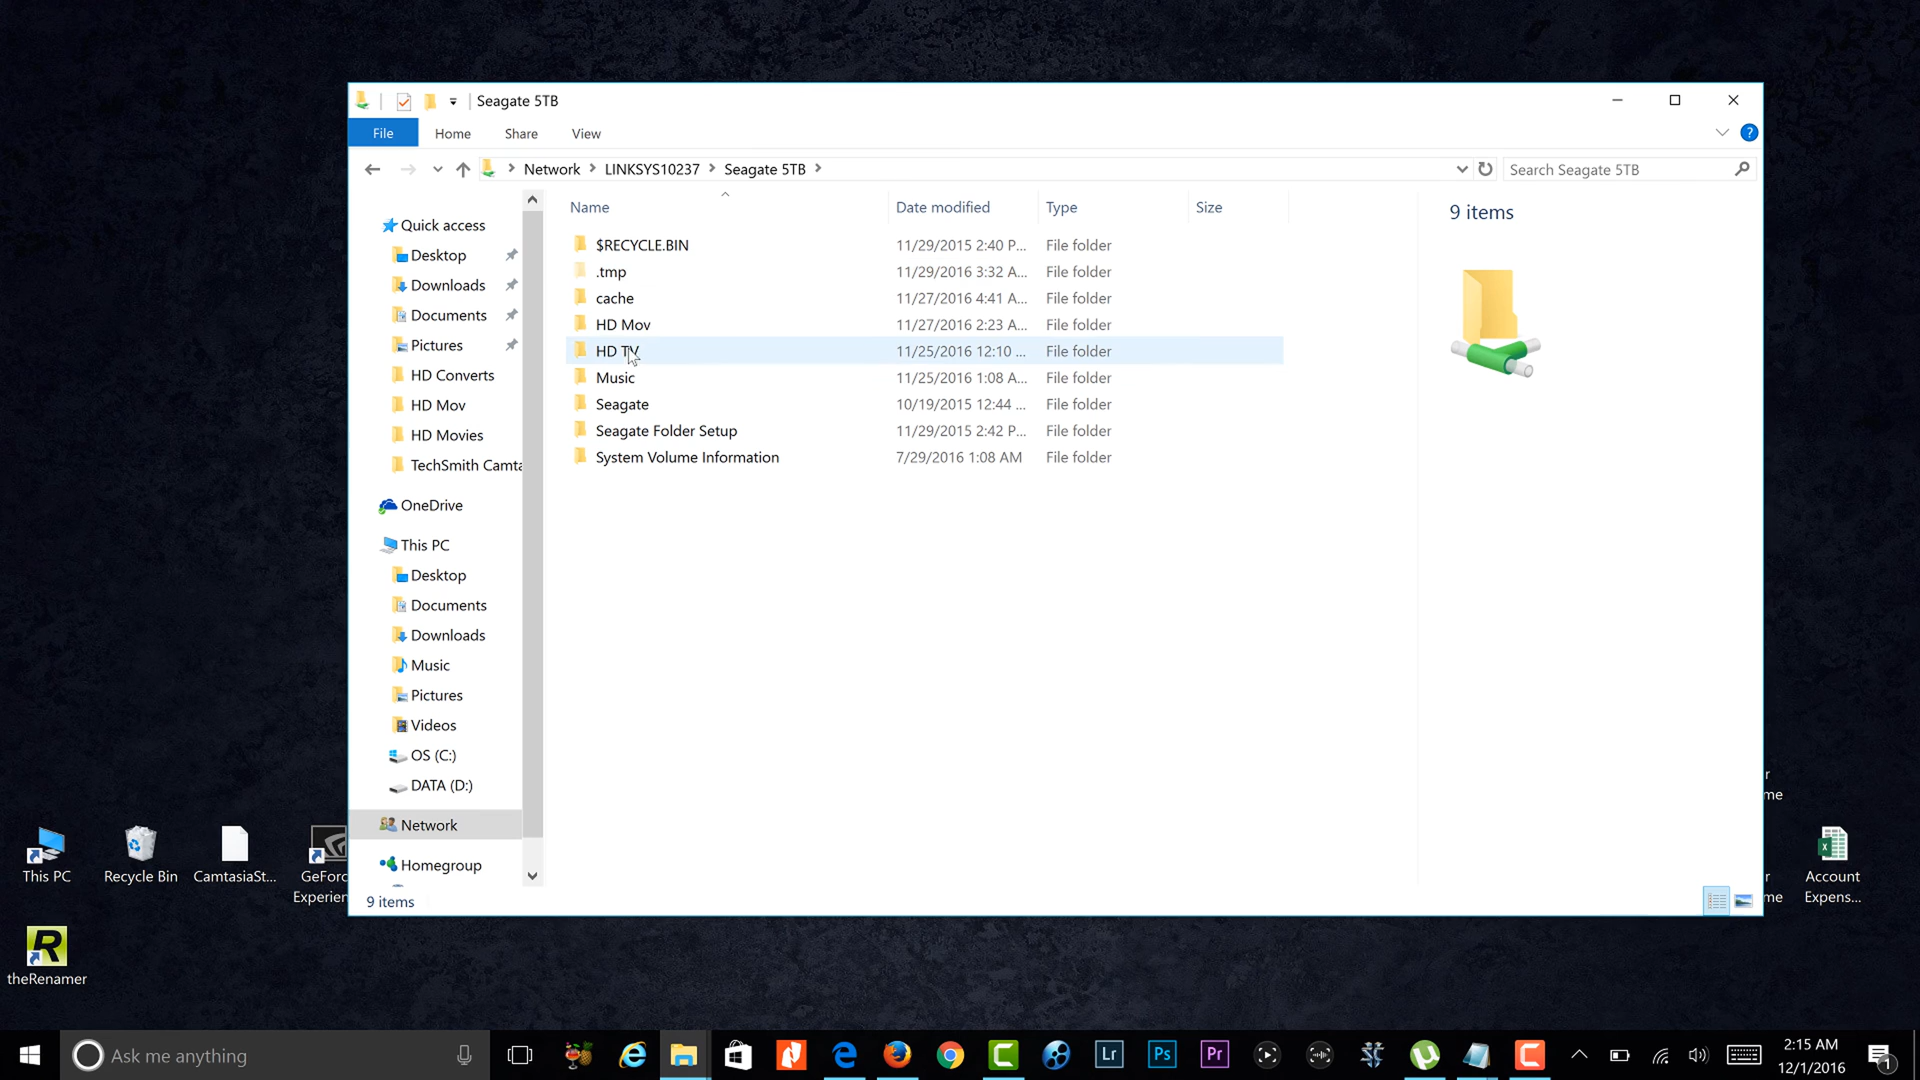 Seagate 5TB
File Home Share View
Network LINKSYS10237 Seagate 5TB
Search Seagate 5TB
Name Date modified Type Size
9 items
$RECYCLE.BIN 11/29/2015 2:40 P... File folder
.tmp 11/29/2016 3:32 A... File folder
cache 11/27/2016 4:41 A... File folder
HD Mov 11/27/2016 2:23 A... File folder
HD TV 11/25/2016 12:10 ... File folder
Music 11/25/2016 1:08 A... File folder
Seagate 10/19/2015 12:44 ... File folder
Seagate Folder Setup 11/29/2015 2:42 P... File folder
System Volume Information 7/29/2016 1:08 AM File folder
Quick access
Desktop
Downloads
Documents
Pictures
HD Converts
HD Mov
HD Movies
TechSmith Camta
OneDrive
This PC
Desktop
Documents
Downloads
Music
Pictures
Videos
OS (C:)
DATA (D:)
Network
Homegroup
9 items
This PC
Recycle Bin
CamtasiaSt...
GeForc
Experien
R
theRenamer
r
me
r
me
Account
Expens...
Ask me anything
Lr
Ps
Pr
2:15 AM
12/1/2016
1